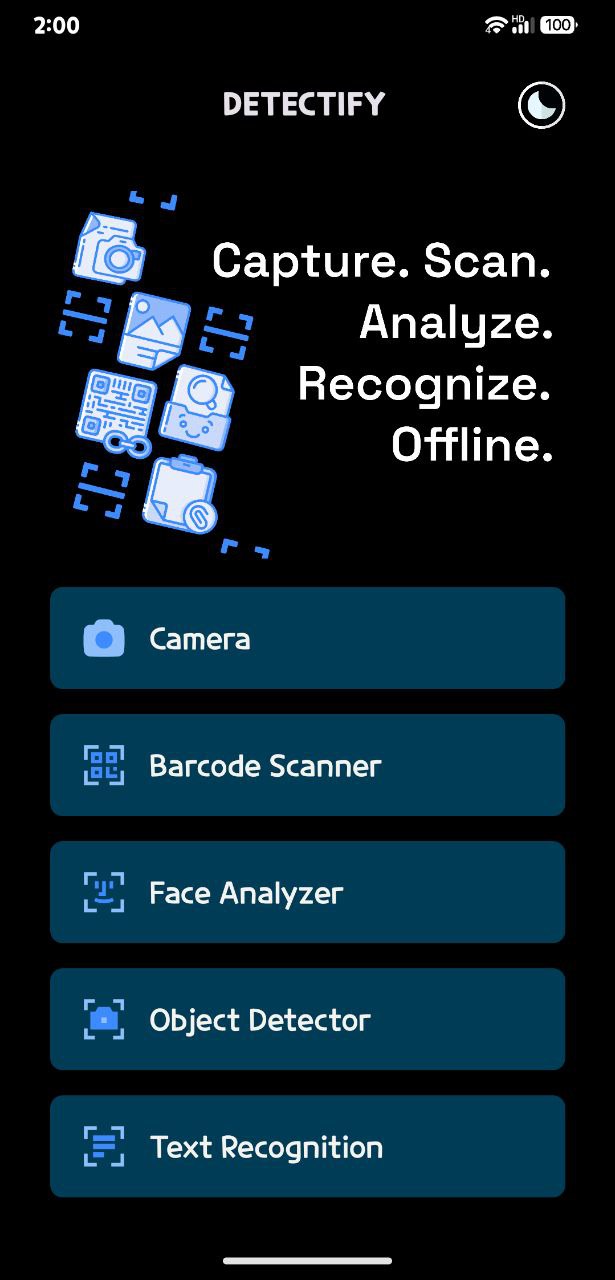 2:00
4 HD 100
DETECTIFY
Capture. Scan.
Analyze.
Recognize.
Offline.
Camera
Barcode Scanner
Face Analyzer
Object Detector
Text Recognition